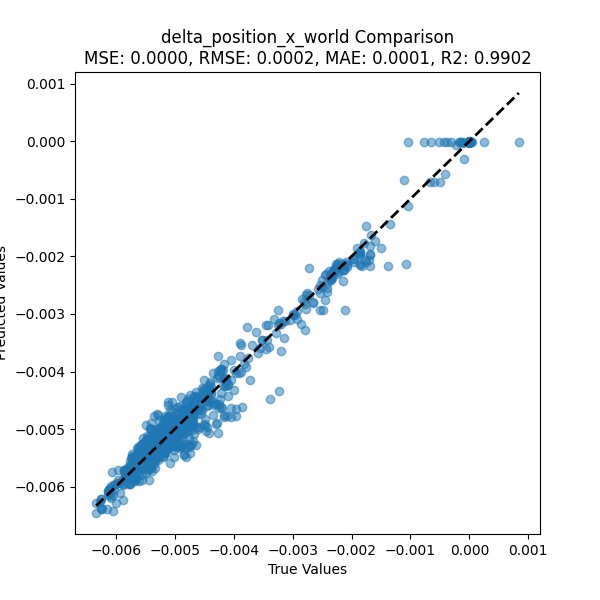 delta_position_x_world Comparison
MSE: 0.0000, RMSE: 0.0002, MAE: 0.0001, R2: 0.9902
0.001
0.000
−0.001
−0.002
−0.003
−0.004
−0.005
−0.006
Predicted Values
−0.006 −0.005 −0.004 −0.003 −0.002 −0.001 0.000 0.001
True Values